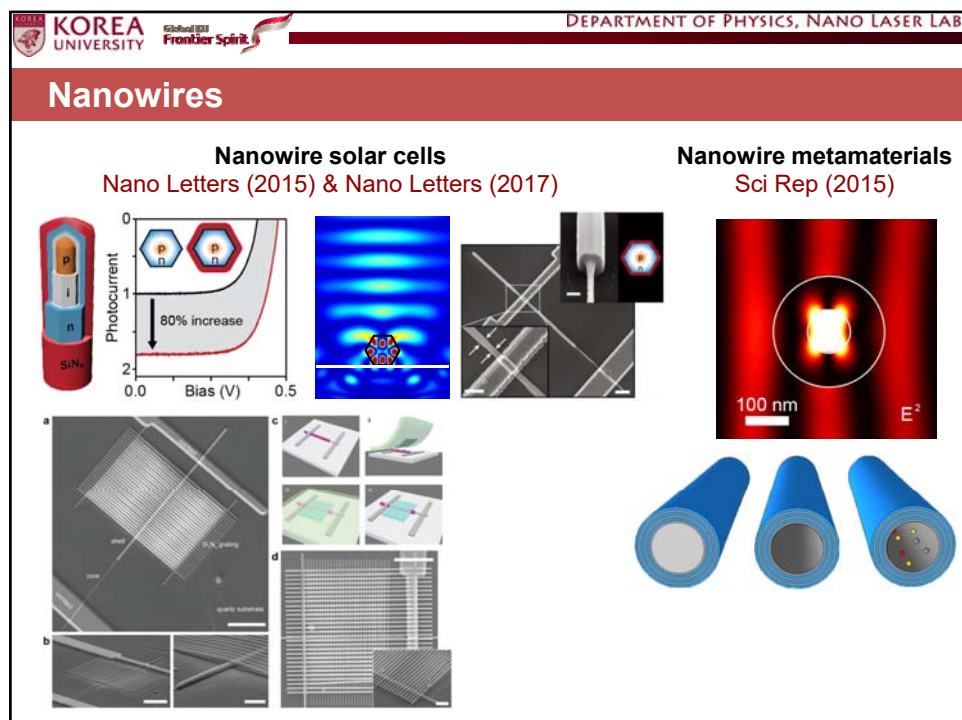 KOREA
UNIVERSITY
Global KU
Frontier Spirit
DEPARTMENT OF PHYSICS, NANO LASER LAB
Nanowires
Nanowire solar cells
Nano Letters (2015) & Nano Letters (2017)
Nanowire metamaterials
Sci Rep (2015)
p
i
n
SiNx
Photocurrent
0
1
2
p
n
p
n
80% increase
0.0
0.5
Bias (V)
p
n
100 nm
E²
a
shell
core
SixNy grating
quartz substrate
b
c
d